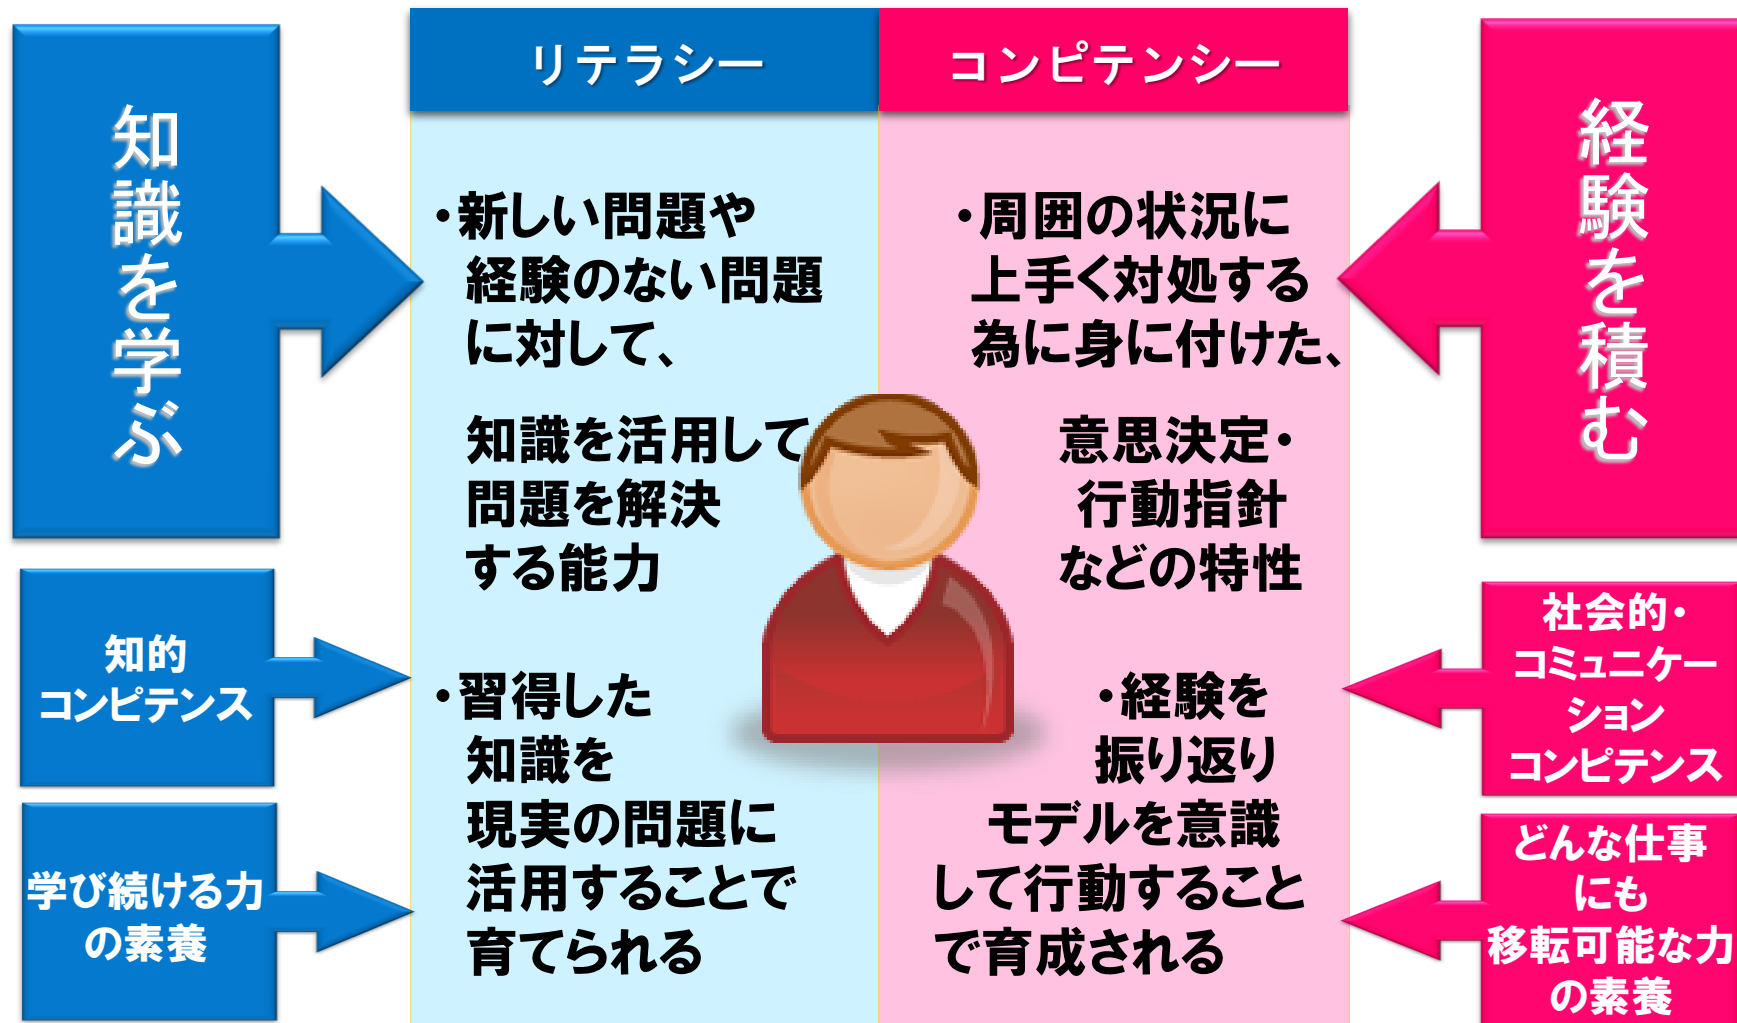 知識を学ぶ
知的
コンピテンス
学び続ける力
の素養
リテラシー
・新しい問題や
経験のない問題
に対して、
知識を活用して
問題を解決
する能力
・習得した
知識を
現実の問題に
活用することで
育てられる
コンピテンシー
・周囲の状況に
上手く対処する
為に身に付けた、
意思決定・
行動指針
などの特性
・経験を
振り返り
モデルを意識
して行動すること
で育成される
経験を積む
社会的・
コミュニケー
ション
コンピテンス
どんな仕事
にも
移転可能な力
の素養